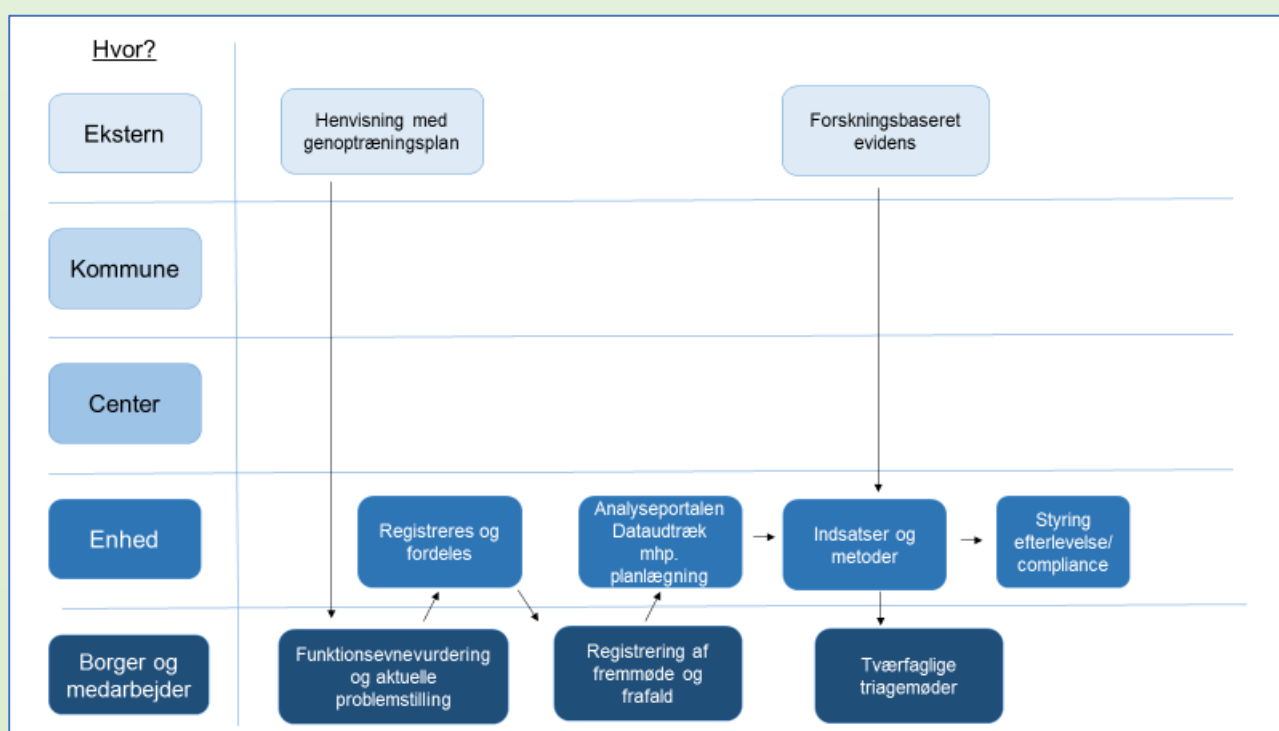 Hvor?
Ekstern
Henvisning med
genoptræningsplan
Forskningsbaseret
evidens
Kommune
Center
Enhed
Registreres og
fordeles
Analyseportalen
Dataudtræk
mhp.
planlægning
Indsatser og
metoder
Styring
efterlevelse/
compliance
Borger og
medarbejder
Funktionsevnevurdering
og aktuelle
problemstilling
Registrering af
fremmøde og
frafald
Tværfaglige
triagemøder